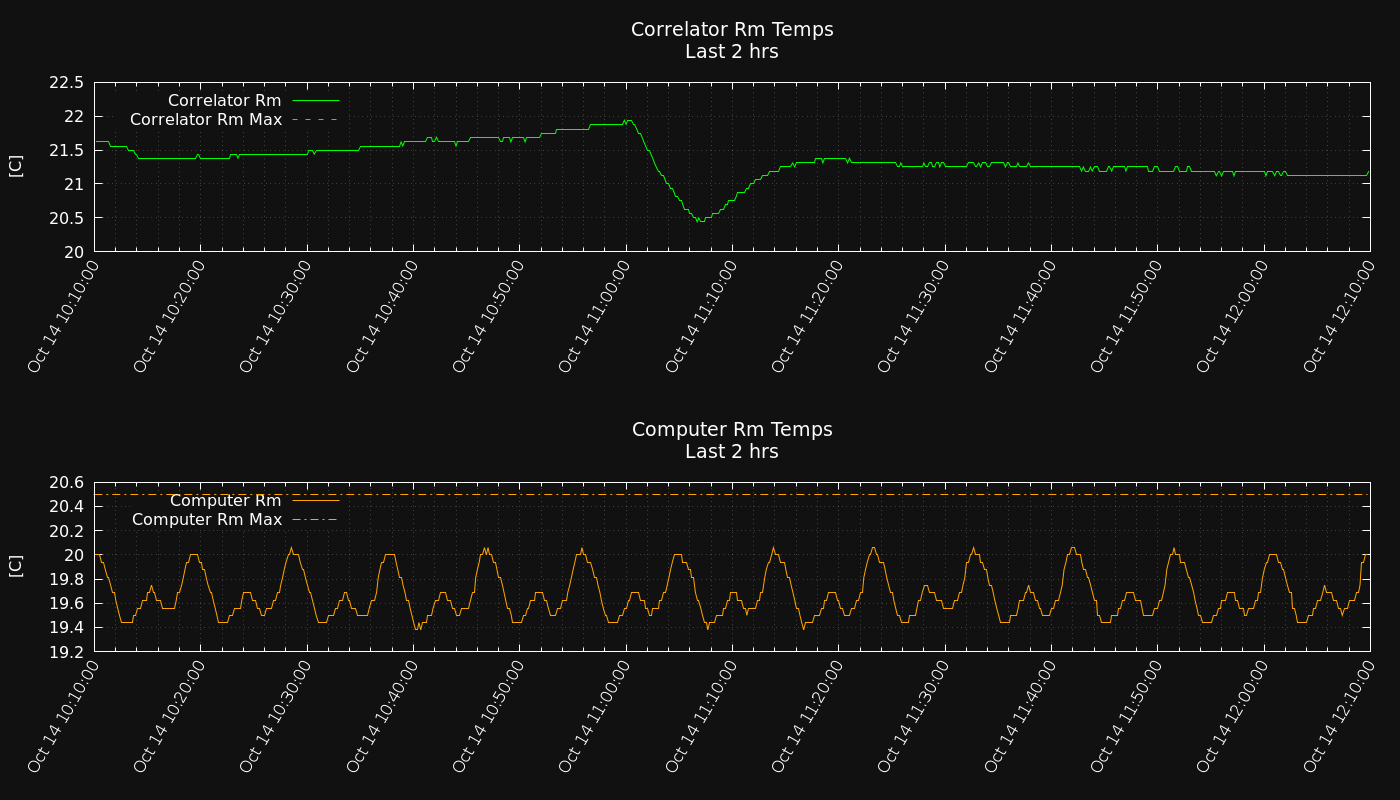 Correlator Rm Temps
Last 2 hrs
22.5
22
21.5
21
20.5
20
[C]
Correlator Rm
Correlator Rm Max
Oct 14 10:10:00
Oct 14 10:20:00
Oct 14 10:30:00
Oct 14 10:40:00
Oct 14 10:50:00
Oct 14 11:00:00
Oct 14 11:10:00
Oct 14 11:20:00
Oct 14 11:30:00
Oct 14 11:40:00
Oct 14 11:50:00
Oct 14 12:00:00
Oct 14 12:10:00
Computer Rm Temps
Last 2 hrs
20.6
20.4
20.2
20
19.8
19.6
19.4
19.2
[C]
Computer Rm
Computer Rm Max
Oct 14 10:10:00
Oct 14 10:20:00
Oct 14 10:30:00
Oct 14 10:40:00
Oct 14 10:50:00
Oct 14 11:00:00
Oct 14 11:10:00
Oct 14 11:20:00
Oct 14 11:30:00
Oct 14 11:40:00
Oct 14 11:50:00
Oct 14 12:00:00
Oct 14 12:10:00